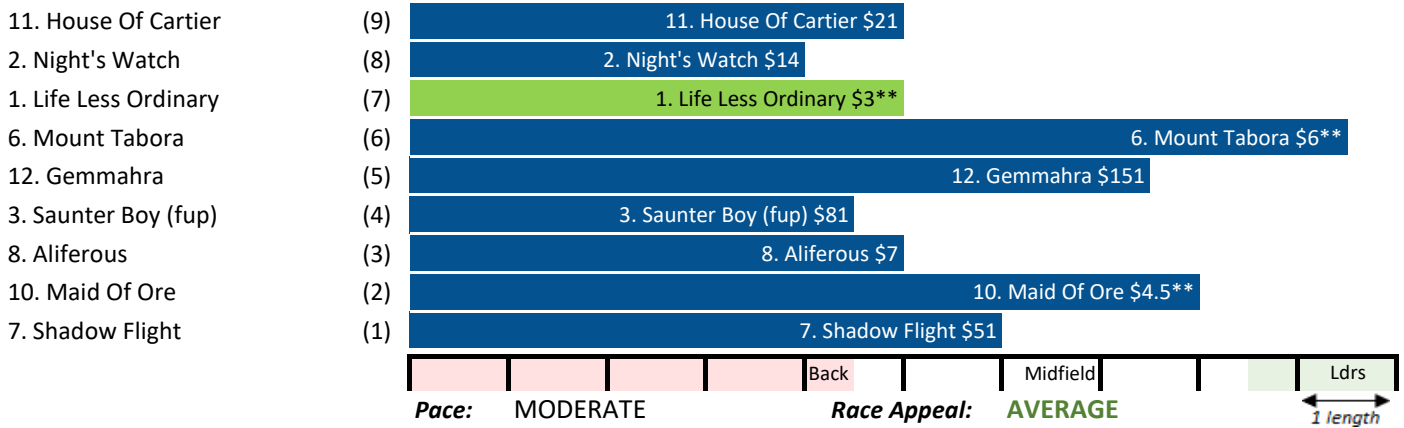 11. House Of Cartier (9) 11. House Of Cartier $21
2. Night's Watch (8) 2. Night's Watch $14
1. Life Less Ordinary (7) 1. Life Less Ordinary $3**
6. Mount Tabora (6) 6. Mount Tabora $6**
12. Gemmahra (5) 12. Gemmahra $151
3. Saunter Boy (fup) (4) 3. Saunter Boy (fup) $81
8. Aliferous (3) 8. Aliferous $7
10. Maid Of Ore (2) 10. Maid Of Ore $4.5**
7. Shadow Flight (1) 7. Shadow Flight $51
Back Midfield Ldrs
Pace: MODERATE Race Appeal: AVERAGE
1 length